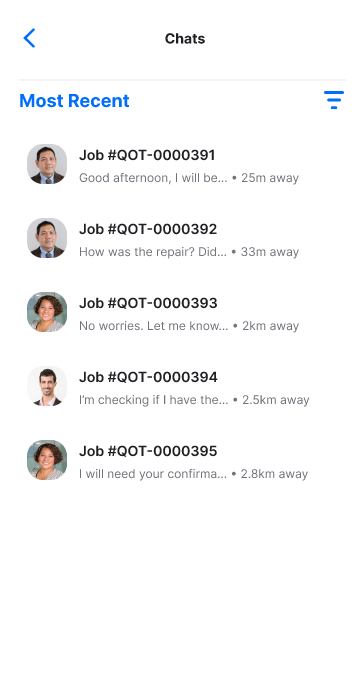 Chats
Most Recent
Job #QOT-0000391
Good afternoon, I will be... • 25m away
Job #QOT-0000392
How was the repair? Did... • 33m away
Job #QOT-0000393
No worries. Let me know... • 2km away
Job #QOT-0000394
I’m checking if I have the... • 2.5km away
Job #QOT-0000395
I will need your confirma... • 2.8km away